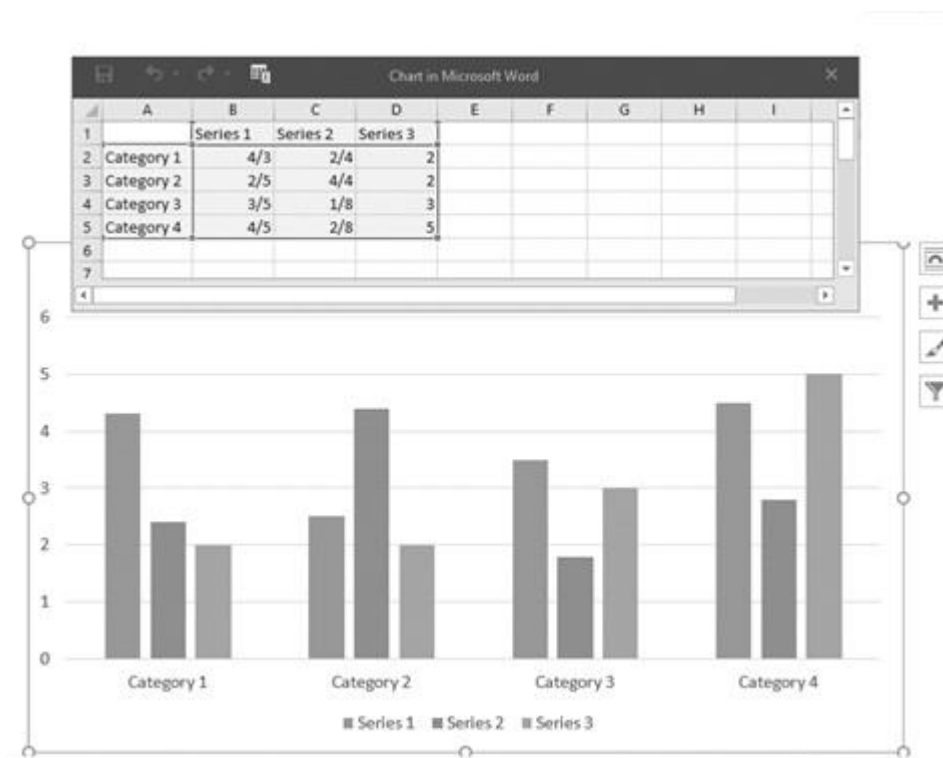 Chart in Microsoft Word
A B C D E F G H I
1 Series 1 Series 2 Series 3
2 Category 1 4/3 2/4 2
3 Category 2 2/5 4/4 2
4 Category 3 3/5 1/8 3
5 Category 4 4/5 2/8 5
6
7
6
5
4
3
2
1
0
Category 1 Category 2 Category 3 Category 4
Series 1 Series 2 Series 3